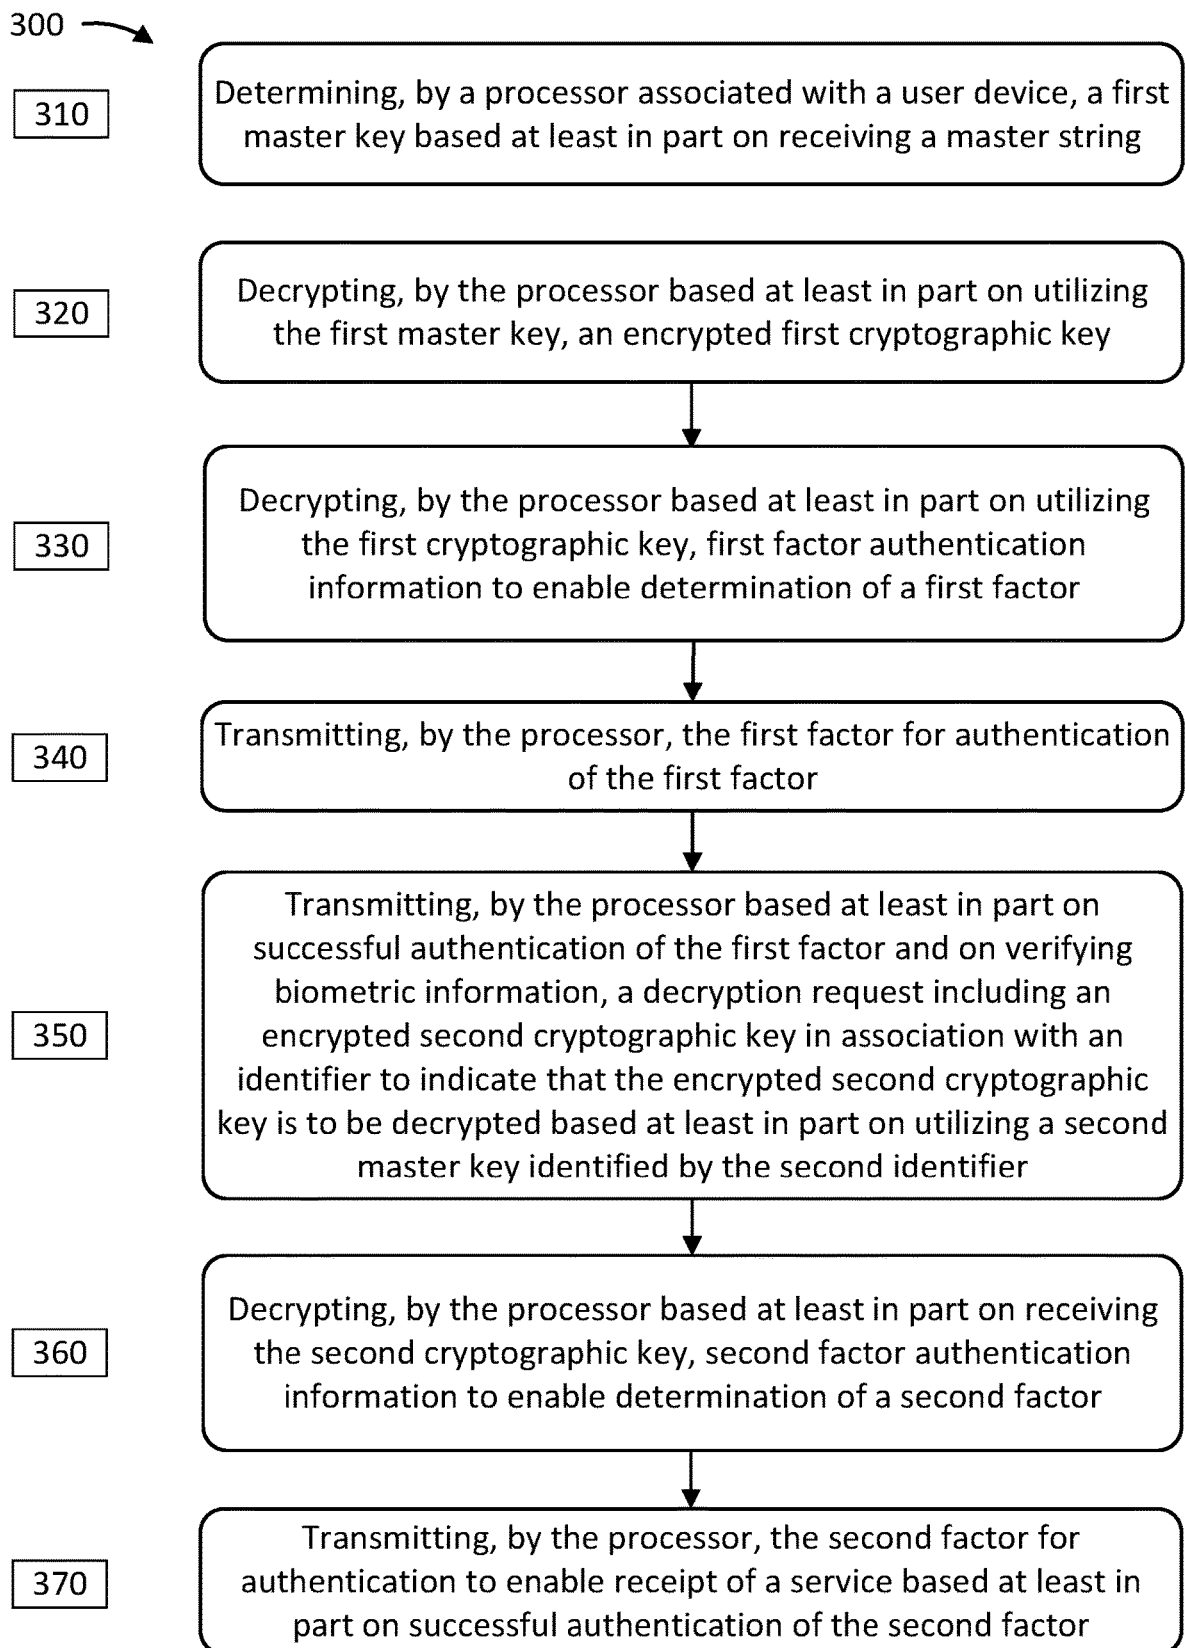 300
310
Determining, by a processor associated with a user device, a first
master key based at least in part on receiving a master string
320
Decrypting, by the processor based at least in part on utilizing
the first master key, an encrypted first cryptographic key
330
Decrypting, by the processor based at least in part on utilizing
the first cryptographic key, first factor authentication
information to enable determination of a first factor
340
Transmitting, by the processor, the first factor for authentication
of the first factor
350
Transmitting, by the processor based at least in part on
successful authentication of the first factor and on verifying
biometric information, a decryption request including an
encrypted second cryptographic key in association with an
identifier to indicate that the encrypted second cryptographic
key is to be decrypted based at least in part on utilizing a second
master key identified by the second identifier
360
Decrypting, by the processor based at least in part on receiving
the second cryptographic key, second factor authentication
information to enable determination of a second factor
370
Transmitting, by the processor, the second factor for
authentication to enable receipt of a service based at least in
part on successful authentication of the second factor